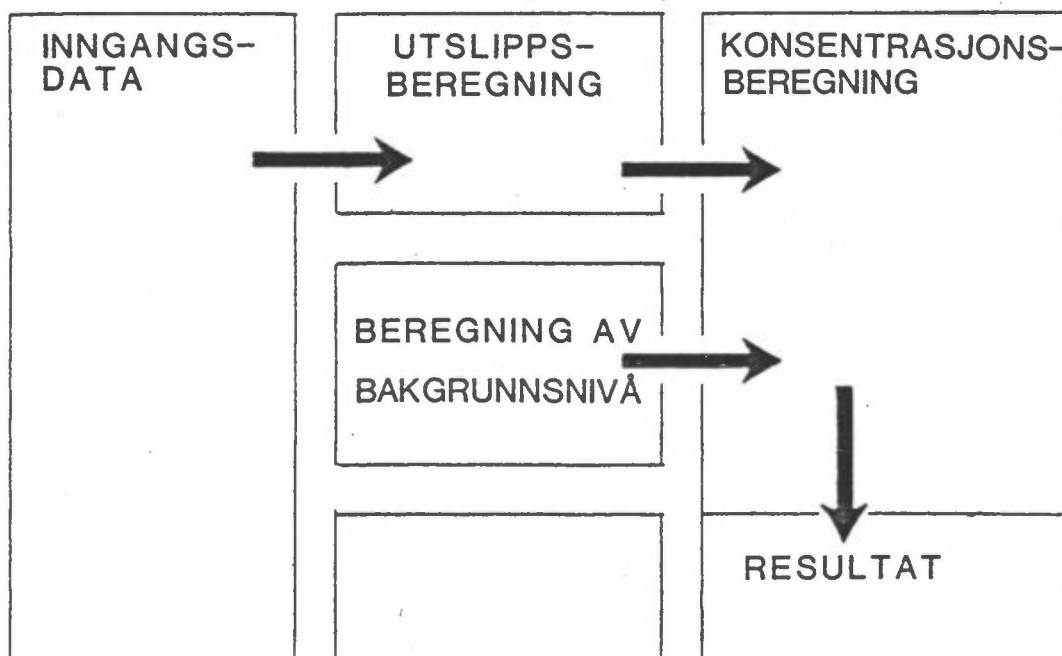 INNGANGS-
DATA
UTSLIPPS-
BEREGNING
KONSENTRASJONS-
BEREGNING
BEREGNING AV
BAKGRUNNSNIVÅ
RESULTAT